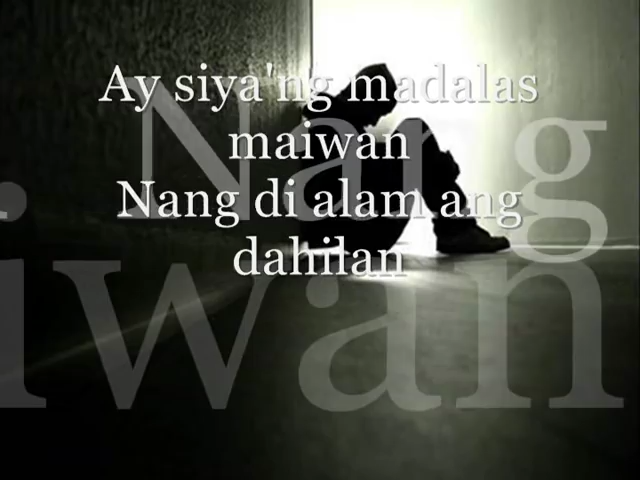 Ay siya'ng madalas
maiwan
Nang di alam ang
dahilan
Nang
iwan